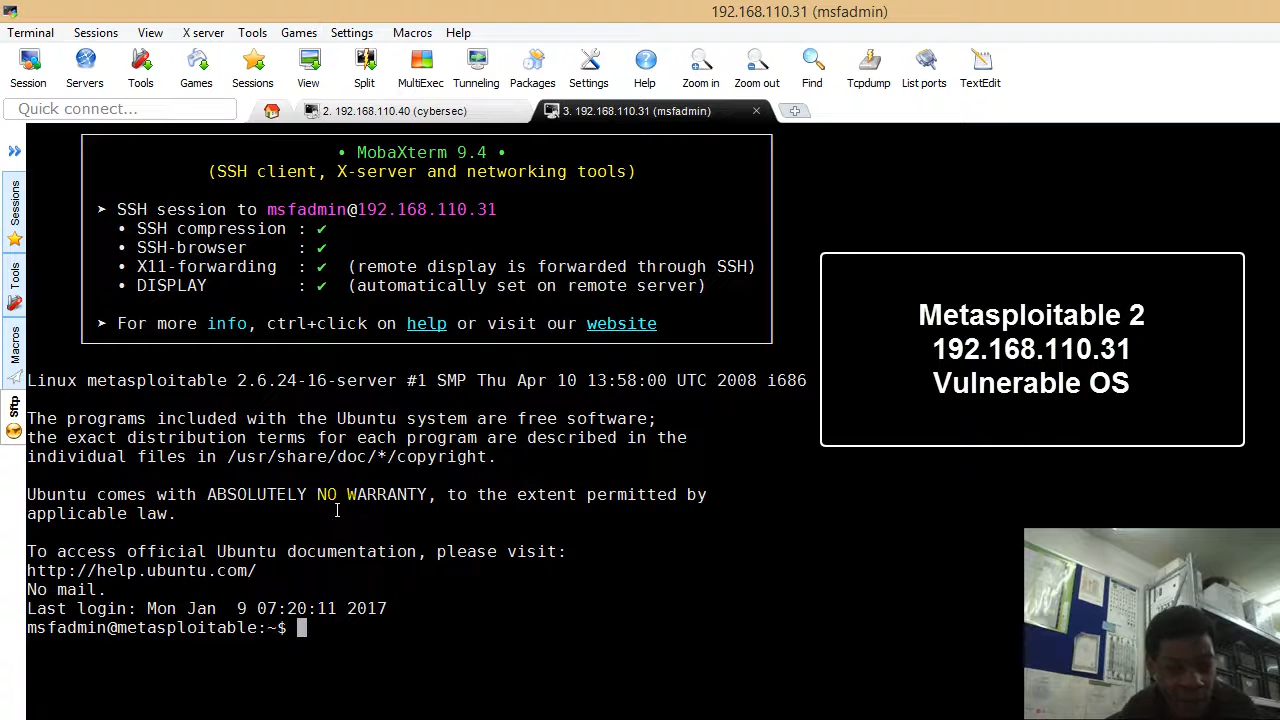 192.168.110.31 (msfadmin)
Terminal Sessions View X server Tools Games Settings Macros Help
Session Servers Tools Games Sessions View Split MultiExec Tunneling Packages Settings Help Zoom in Zoom out Find Tcpdump List ports TextEdit
Quick connect... 2. 192.168.110.40 (cybersec) 3. 192.168.110.31 (msfadmin)
Sessions
Tools
Macros
Sftp
• MobaXterm 9.4 •
(SSH client, X-server and networking tools)
➤ SSH session to msfadmin@192.168.110.31
• SSH compression : ✔
• SSH-browser : ✔
• X11-forwarding : ✔ (remote display is forwarded through SSH)
• DISPLAY : ✔ (automatically set on remote server)
➤ For more info, ctrl+click on help or visit our website
Linux metasploitable 2.6.24-16-server #1 SMP Thu Apr 10 13:58:00 UTC 2008 i686
The programs included with the Ubuntu system are free software;
the exact distribution terms for each program are described in the
individual files in /usr/share/doc/*/copyright.
Ubuntu comes with ABSOLUTELY NO WARRANTY, to the extent permitted by
applicable law.
To access official Ubuntu documentation, please visit:
http://help.ubuntu.com/
No mail.
Last login: Mon Jan  9 07:20:11 2017
msfadmin@metasploitable:~$
Metasploitable 2
192.168.110.31
Vulnerable OS